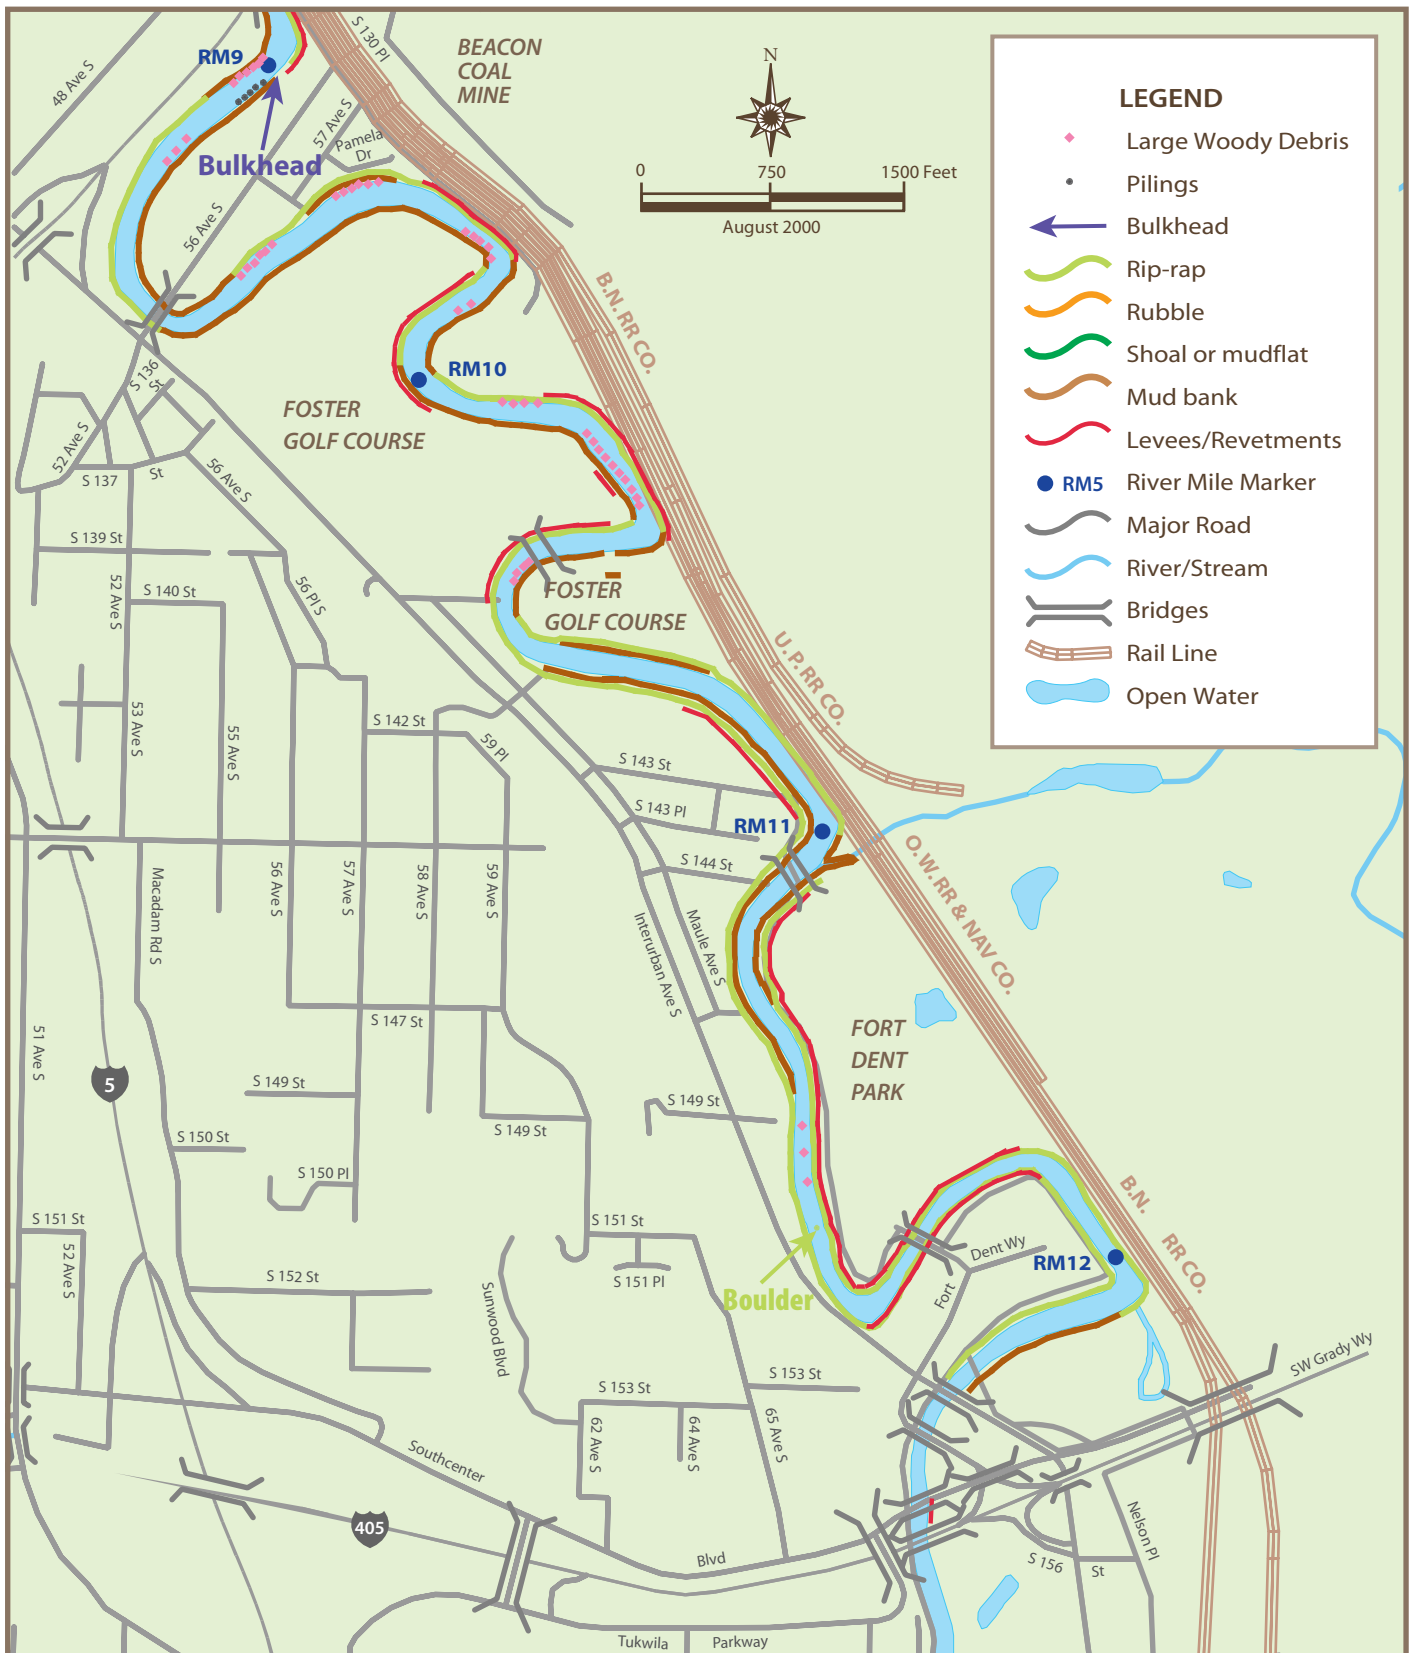 48 Ave S
RM9
S 130 Pl
BEACON
COAL
MINE
57 Ave S
Pamela
Dr
Bulkhead
56 Ave S
N
0
750
1500 Feet
August 2000
LEGEND
Large Woody Debris
Pilings
Bulkhead
Rip-rap
Rubble
Shoal or mudflat
Mud bank
Levees/Revetments
RM5
River Mile Marker
Major Road
River/Stream
Bridges
Rail Line
Open Water
B.N. RR CO.
RM10
S 136
St
FOSTER
GOLF COURSE
52 Ave S
S 137
St
56 Ave S
S 139 St
52 Ave S
S 140 St
56 Pl S
FOSTER
GOLF COURSE
U.P. RR CO.
53 Ave S
55 Ave S
S 142 St
59 Pl
S 143 St
S 143 Pl
RM11
S 144 St
O.W. RR & NAV CO.
Macadam Rd S
56 Ave S
57 Ave S
58 Ave S
59 Ave S
Interurban Ave S
Maule Ave S
S 147 St
51 Ave S
5
FORT
DENT
PARK
S 149 St
S 149 St
S 149 St
S 150 St
S 150 Pl
S 151 St
52 Ave S
S 151 St
S 151 Pl
S 152 St
Sunwood Blvd
Boulder
Dent Wy
Fort
RM12
B.N.
RR CO.
SW Grady Wy
S 153 St
S 153 St
62 Ave S
64 Ave S
65 Ave S
Southcenter
405
Blvd
Nelson Pl
S 156
St
Tukwila
Parkway